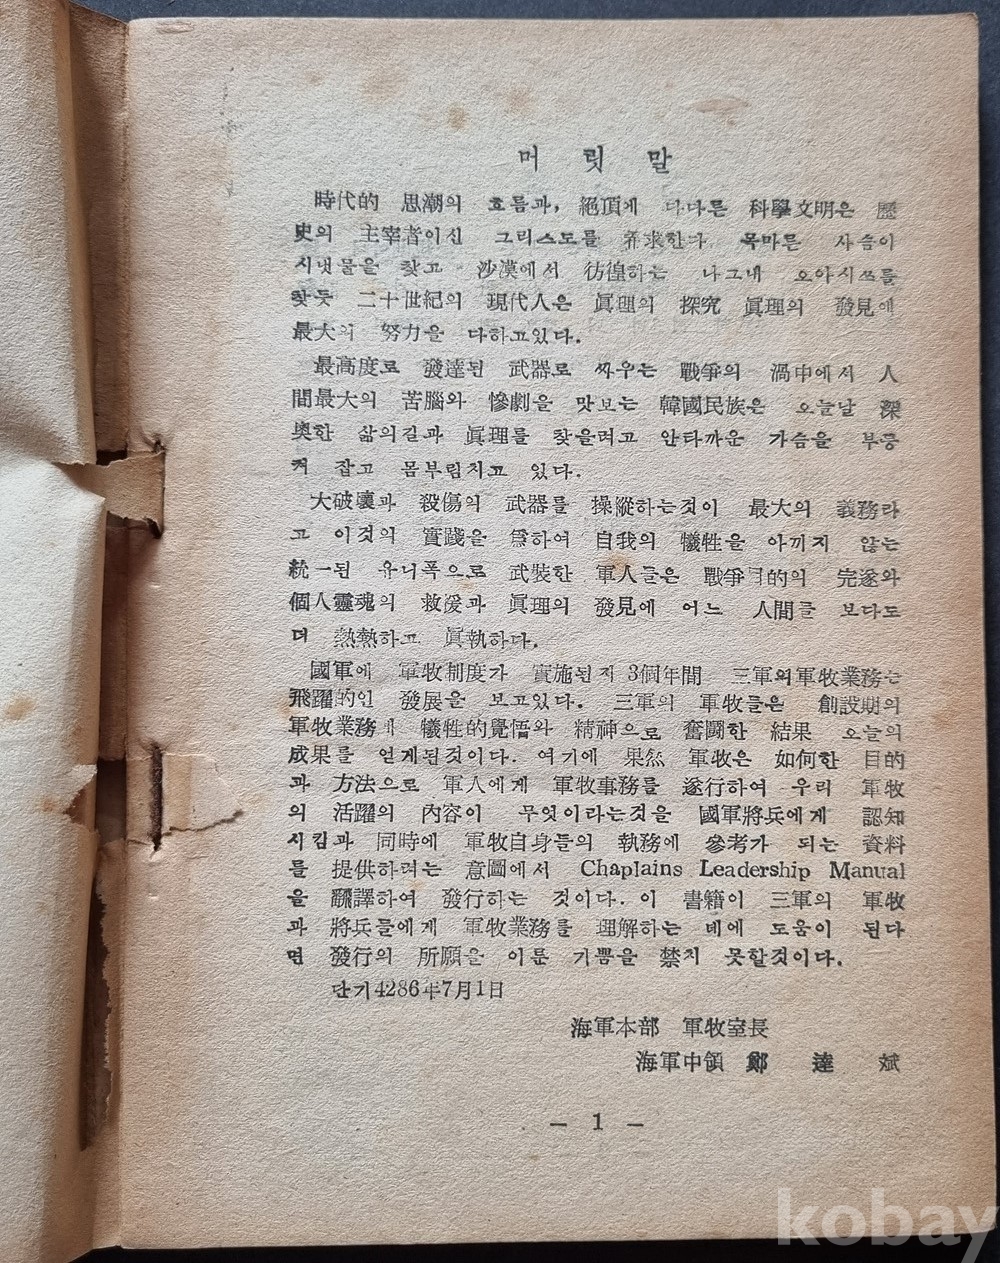 머릿말
時代的 思潮의 흐름과, 絕頂에 다다른 科學文明은 歷
史의 主宰者이신 그리스도를 希求한다 목마른 사슴이
시냇물을 찾고 沙漠에서 彷徨하는 나그네 오아시쓰를
찾듯 二十世紀의 現代人은 眞理의 探究 眞理의 發見에
最大의 努力을 다하고있다.
最高度로 發達된 武器로 싸우는 戰爭의 渦中에서 人
間最大의 苦腦와 慘劇을 맛보는 韓國民族은 오늘날 深
奧한 삶의길과 眞理를 찾을려고 안타까운 가슴을 부둥
켜 잡고 몸부림치고 있다.
大破壞과 殺傷의 武器를 操縱하는것이 最大의 義務라
고 이것의 實踐을 爲하여 自我의 犧牲을 아끼지 않는
統一된 유니폭으로 武裝한 軍人들은 戰爭目的의 完遂와
個人靈魂의 救援과 眞理의 發見에 어느 人間를 보다도
더 熱熱하고 眞執하다.
國軍에 軍牧制度가 實施된지 3個年間 三軍의軍牧業務는
飛躍的인 發展을 보고있다. 三軍의 軍牧들은 創設期의
軍牧業務에 犧牲的覺悟와 精神으로 奮鬪한 結果 오늘의
成果를 얻게된것이다. 여기에 果然 軍牧은 如何한 目的
과 方法으로 軍人에게 軍牧事務를 遂行하여 우리 軍牧
의 活躍의 內容이 무엇이라는것을 國軍將兵에게 認知
시킴과 同時에 軍牧自身들의 執務에 參考가 되는 資料
를 提供하려는 意圖에서 Chaplains Leadership Manual
을 飜譯하여 發行하는 것이다. 이 書籍이 三軍의 軍牧
과 將兵들에게 軍牧業務를 理解하는 데에 도움이 된다
면 發行의 所願을 이룬 기쁨을 禁치 못할것이다.
단기4286年7月1日
海軍本部 軍牧室長
海軍中領 鄭 達 斌
— 1 —
kobay